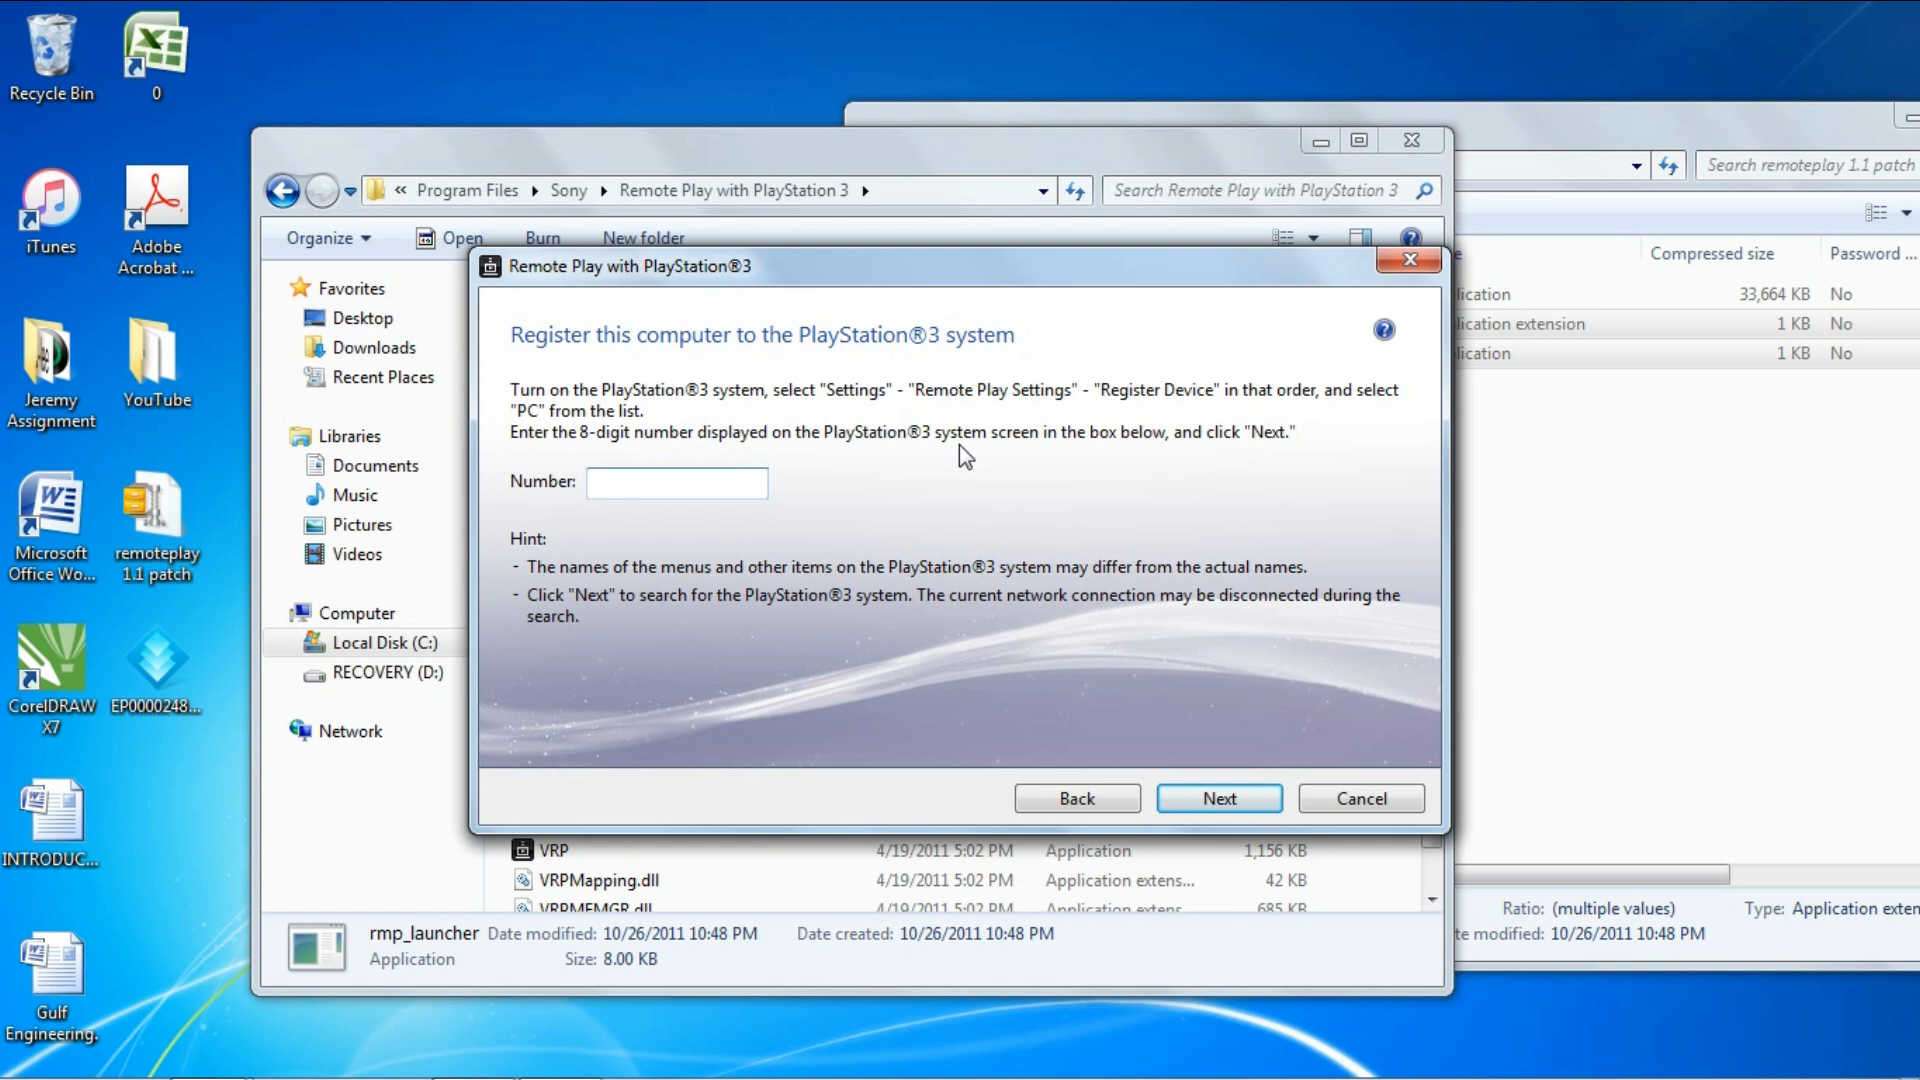 Recycle Bin
0
iTunes
Adobe
Acrobat ...
Jeremy
Assignment
YouTube
Microsoft
Office Wo...
remoteplay
1.1 patch
CorelDRAW
X7
EP0000248...
INTRODUC...
Gulf
Engineering.
Search remoteplay 1.1 patch
Compressed size
Password ...
33,664 KB
No
lication extension
1 KB
No
lication
1 KB
No
Ratio: (multiple values)
Type: Application exten
te modified: 10/26/2011 10:48 PM
« Program Files Sony Remote Play with PlayStation 3
Search Remote Play with PlayStation 3
Organize
Open
Burn
New folder
Favorites
Desktop
Downloads
Recent Places
Libraries
Documents
Music
Pictures
Videos
Computer
Local Disk (C:)
RECOVERY (D:)
Network
Remote Play with PlayStation®3
Register this computer to the PlayStation®3 system
Turn on the PlayStation®3 system, select "Settings" - "Remote Play Settings" - "Register Device" in that order, and select
"PC" from the list.
Enter the 8-digit number displayed on the PlayStation®3 system screen in the box below, and click "Next."
Number:
Hint:
- The names of the menus and other items on the PlayStation®3 system may differ from the actual names.
- Click "Next" to search for the PlayStation®3 system. The current network connection may be disconnected during the
search.
Back
Next
Cancel
VRP 4/19/2011 5:02 PM Application 1,156 KB
VRPMapping.dll 4/19/2011 5:02 PM Application extens... 42 KB
VRPMFMGR.dll 4/19/2011 5:02 PM Application extens... 685 KB
rmp_launcher Date modified: 10/26/2011 10:48 PM Date created: 10/26/2011 10:48 PM
Application Size: 8.00 KB